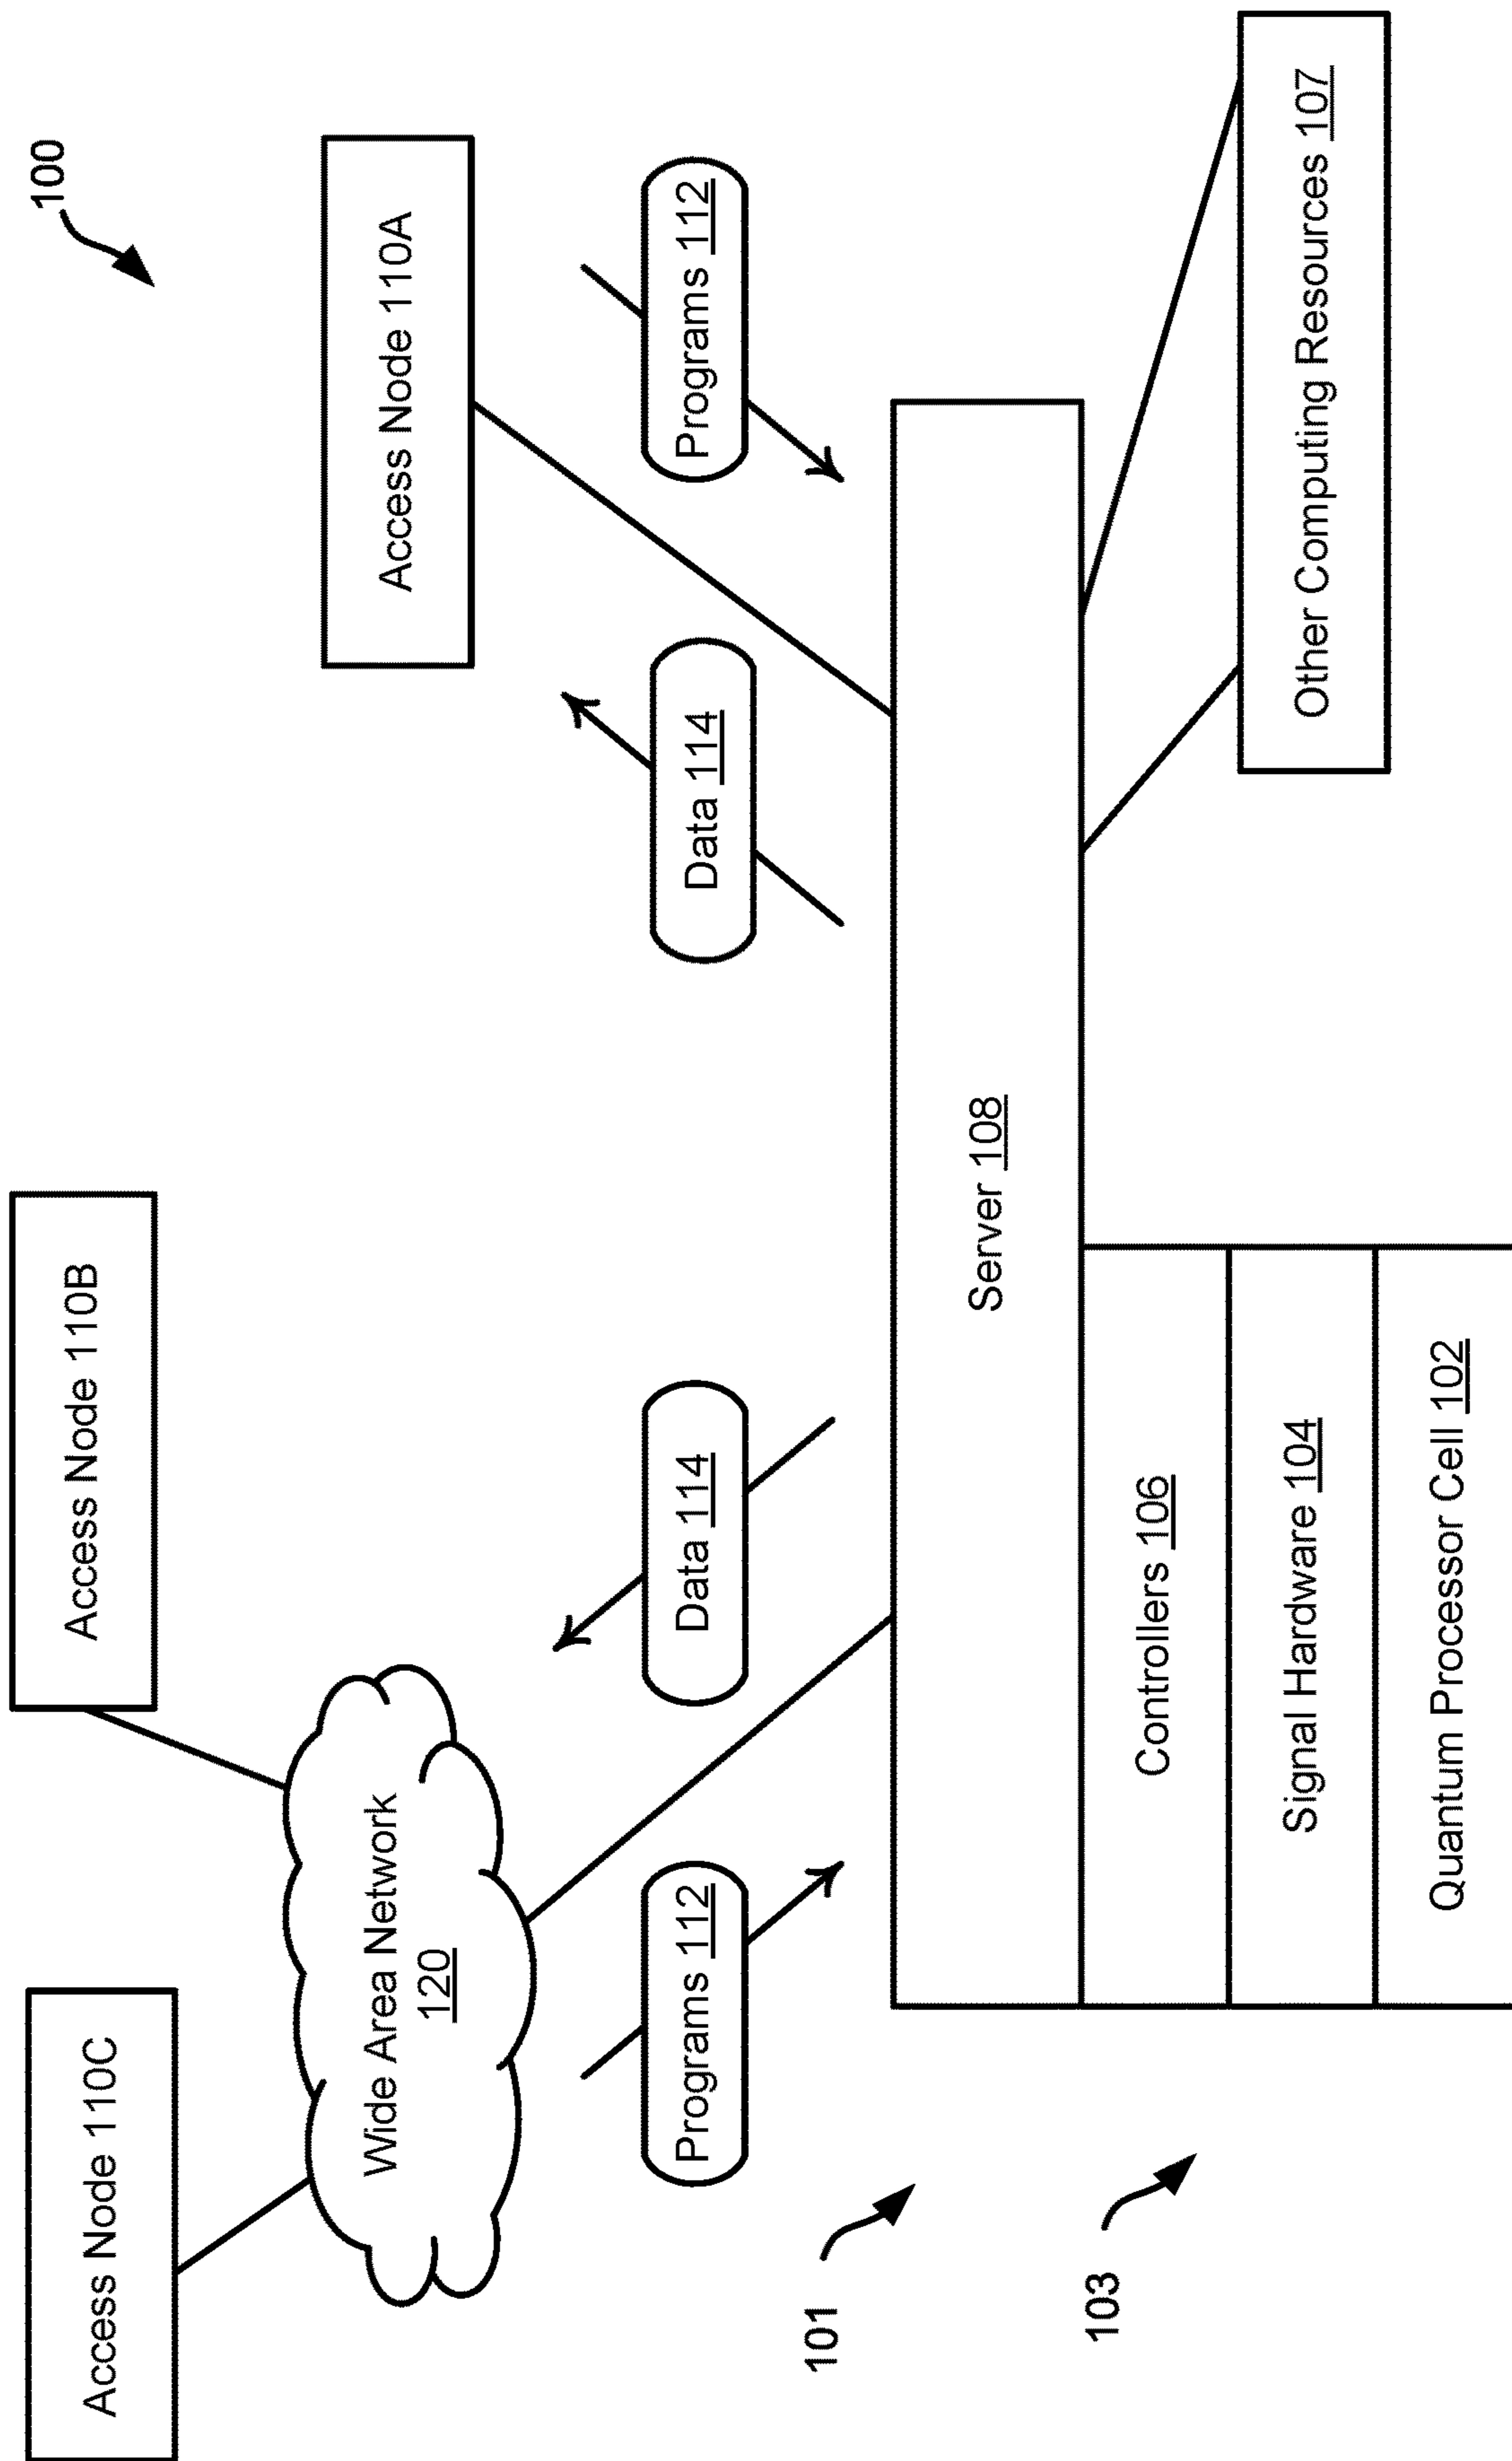 100
Access Node 110C
Access Node 110B
Access Node 110A
Wide Area Network
120
Programs 112
Data 114
Data 114
Programs 112
101
Server 108
103
Controllers 106
Signal Hardware 104
Quantum Processor Cell 102
Other Computing Resources 107